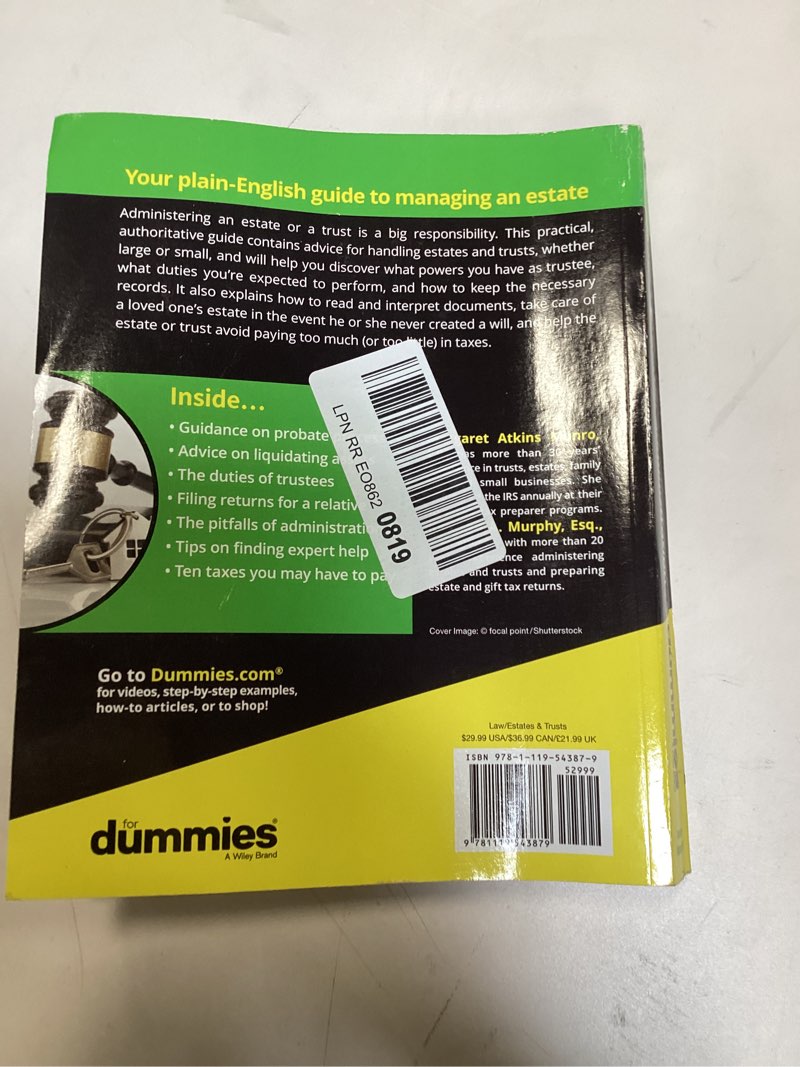 Your plain-English guide to managing an estate
Administering an estate or a trust is a big responsibility. This practical,
authoritative guide contains advice for handling estates and trusts, whether
large or small, and will help you discover what powers you have as trustee,
what duties you're expected to perform, and how to keep the necessary
records. It also explains how to read and interpret documents, take care of
a loved one's estate in the event he or she never created a will, and help the
estate or trust avoid paying too much (or too little) in taxes.
Inside...
• Guidance on probate
• Advice on liquidating
• The duties of trustees
• Filing returns for a
• The pitfalls of
• Tips on finding expert help
• Ten taxes you may have to
LPN RR EO862 0819
Atkins Munro,
more than 30 years'
in trusts, estates, family
small businesses. She
the IRS annually at their
preparer programs.
Murphy, Esq.,
with more than 20
administering
and trusts and preparing
estate and gift tax returns.
Cover Image: © focal point/Shutterstock
Go to Dummies.com®
for videos, step-by-step examples,
how-to articles, or to shop!
Law/Estates & Trusts
$29.99 USA/$36.99 CAN/£21.99 UK
ISBN 978-1-119-54387-9
52999
9 781119 543879
for
dummies®
A Wiley Brand